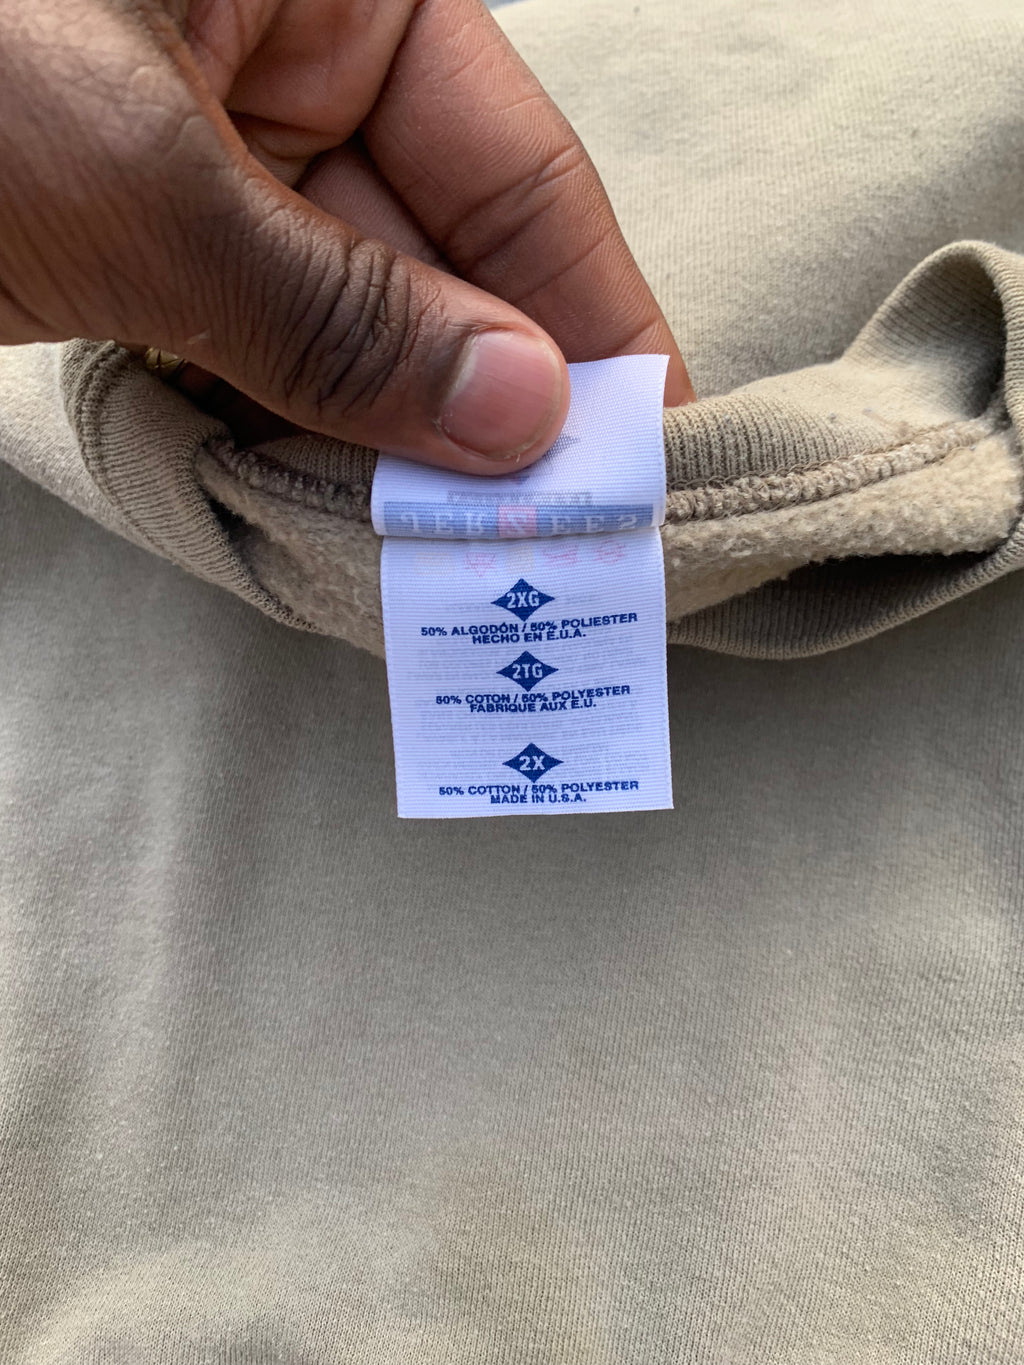 2XG
50% ALGODÓN / 50% POLIESTER
HECHO EN E.U.A.
2TG
50% COTON / 50% POLYESTER
FABRIQUE AUX E.U.
2X
50% COTTON / 50% POLYESTER
MADE IN U.S.A.